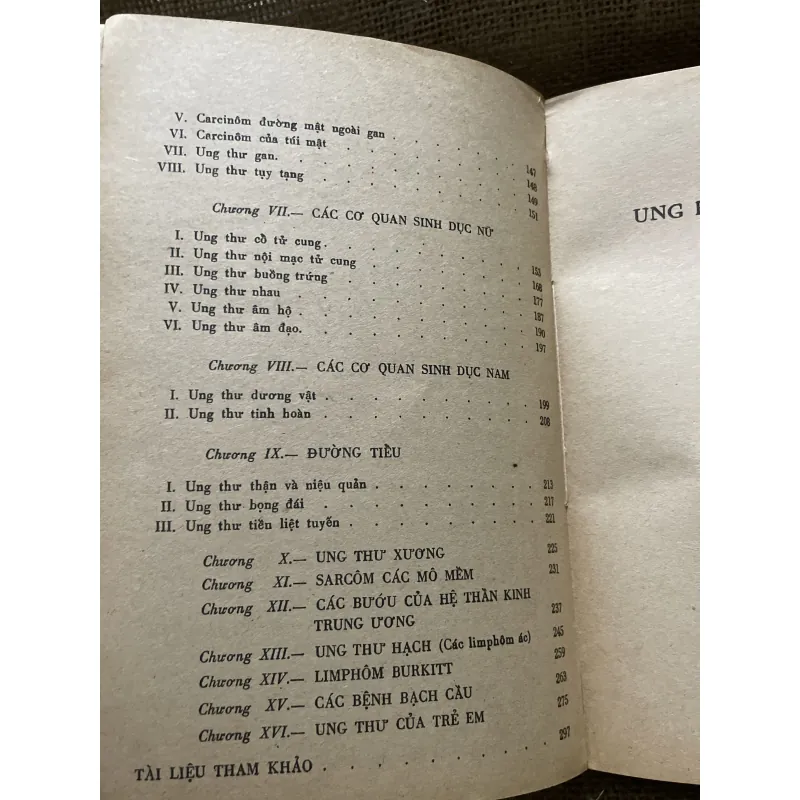 V. Carcinôm đường mật ngoài gan . . . . . . 147
VI. Carcinôm của túi mật . . . . . . 148
VII. Ung thư gan. . . . . . . 149
VIII. Ung thư tụy tạng . . . . . . 151
Chương VII.— CÁC CƠ QUAN SINH DỤC NỮ
I. Ung thư cổ tử cung . . . . . . 153
II. Ung thư nội mạc tử cung . . . . . . 168
III. Ung thư buồng trứng . . . . . . 177
IV. Ung thư nhau . . . . . . 187
V. Ung thư âm hộ . . . . . . 190
VI. Ung thư âm đạo. . . . . . . 197
Chương VIII.— CÁC CƠ QUAN SINH DỤC NAM
I. Ung thư dương vật . . . . . . 199
II. Ung thư tinh hoàn . . . . . . 208
Chương IX.— ĐƯỜNG TIỂU
I. Ung thư thận và niệu quản . . . . . . 213
II. Ung thư bọng đái . . . . . . 217
III. Ung thư tiền liệt tuyến . . . . . . 221
Chương X.— UNG THƯ XƯƠNG 225
Chương XI.— SARCÔM CÁC MÔ MỀM 231
Chương XII.— CÁC BƯỚU CỦA HỆ THẦN KINH
TRUNG ƯƠNG 237
Chương XIII.— UNG THƯ HẠCH (Các limphôm ác) 245
Chương XIV.— LIMPHÔM BURKITT 259
Chương XV.— CÁC BỆNH BẠCH CẦU 263
Chương XVI.— UNG THƯ CỦA TRẺ EM 275
TÀI LIỆU THAM KHẢO . . . . . . 297
UNG